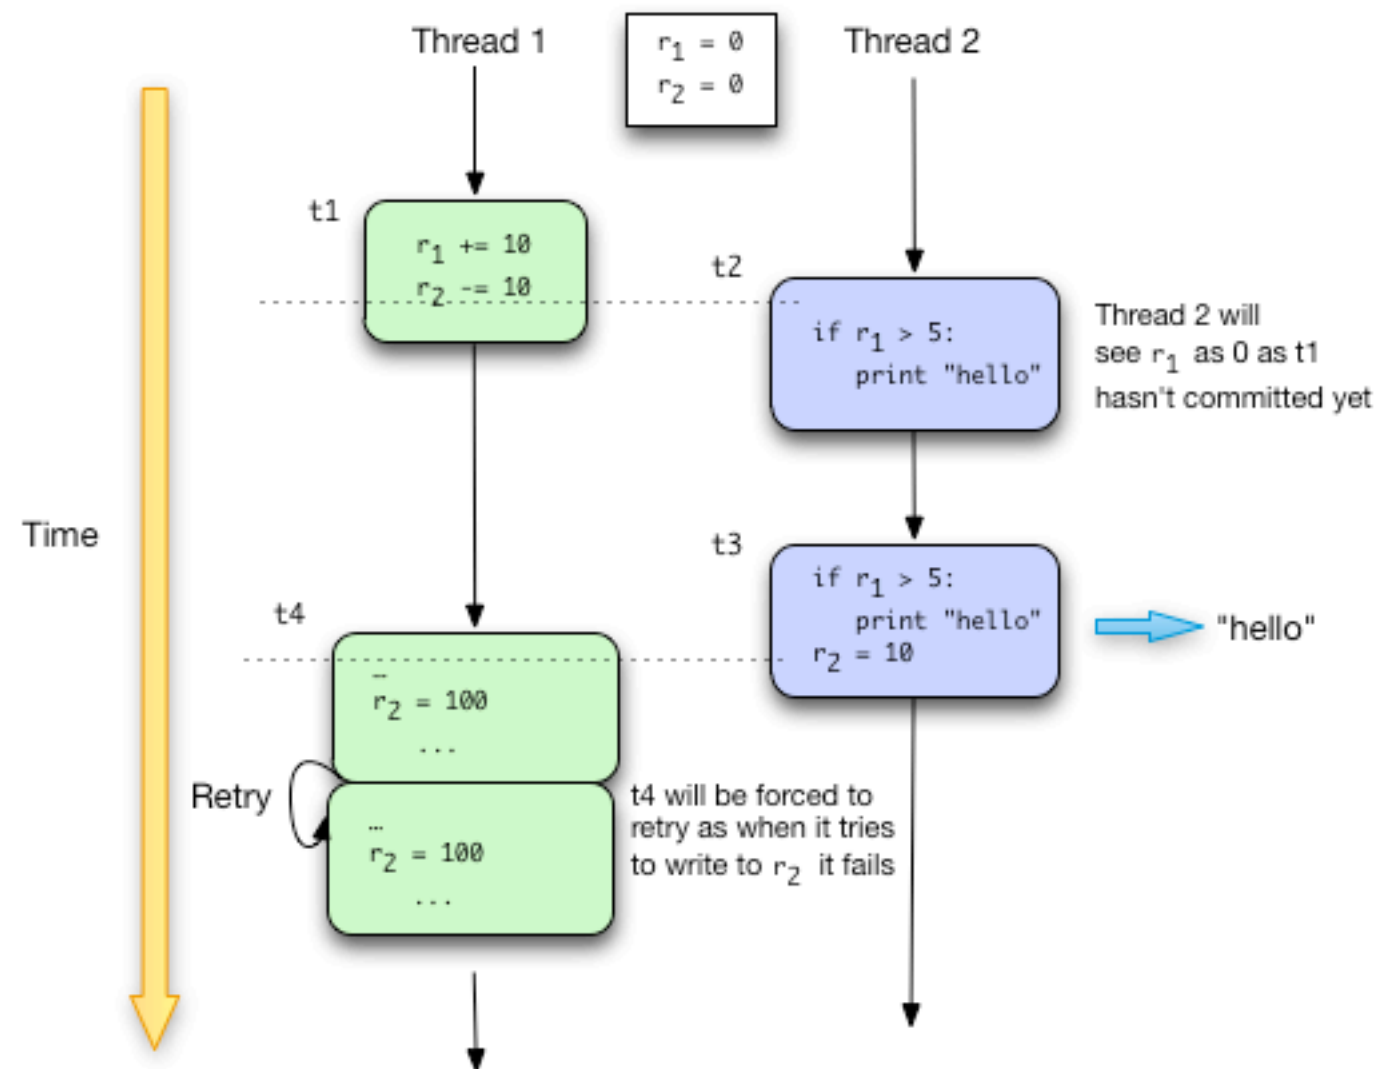 Thread 1
r1 = 0
r2 = 0
Thread 2
t1
r1 += 10
r2 -= 10
t2
if r1 > 5:
print "hello"
Thread 2 will
see r1 as 0 as t1
hasn't committed yet
Time
t3
if r1 > 5:
print "hello"
r2 = 10
"hello"
t4
…
r2 = 100
...
Retry
…
r2 = 100
...
t4 will be forced to
retry as when it tries
to write to r2 it fails